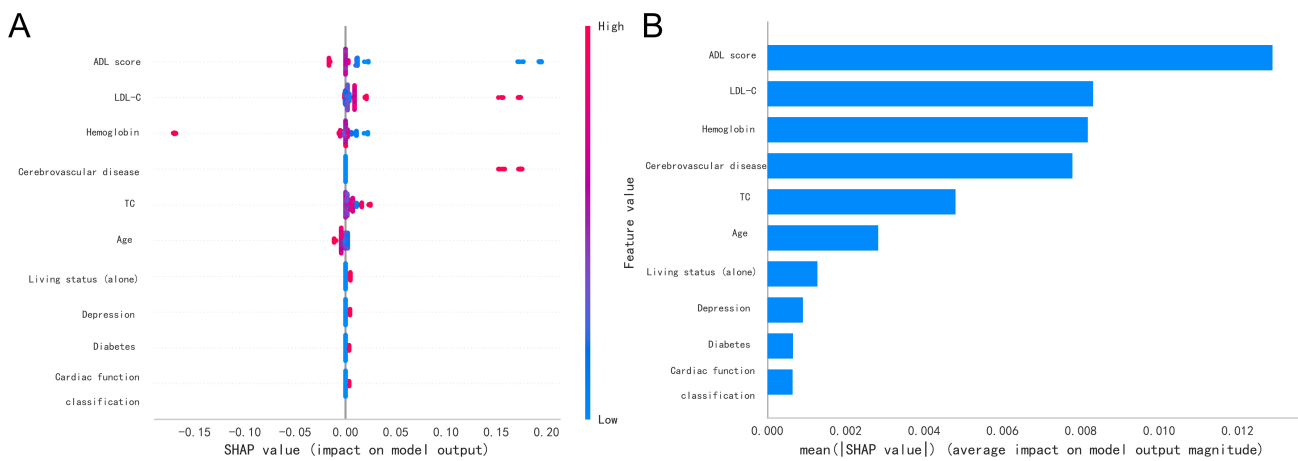 A
High
ADL score
LDL-C
Hemoglobin
Cerebrovascular disease
TC
Age
Living status (alone)
Depression
Diabetes
Cardiac function
classification
Low
-0.15 -0.10 -0.05 0.00 0.05 0.10 0.15 0.20
SHAP value (impact on model output)
B
Feature value
ADL score
LDL-C
Hemoglobin
Cerebrovascular disease
TC
Age
Living status (alone)
Depression
Diabetes
Cardiac function
classification
0.000 0.002 0.004 0.006 0.008 0.010 0.012
mean(|SHAP value|) (average impact on model output magnitude)